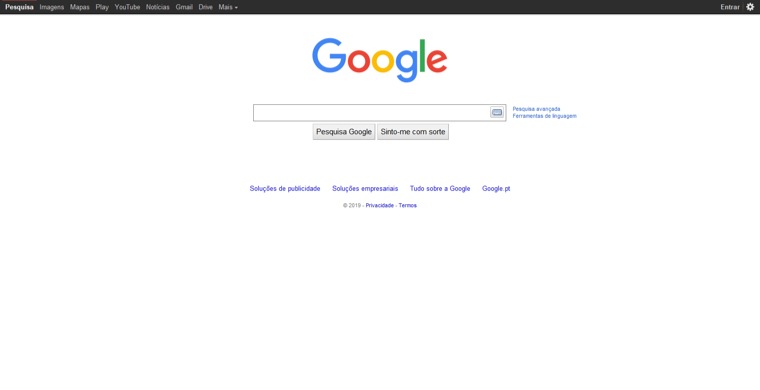 Pesquisa Imagens Mapas Play YouTube Notícias Gmail Drive Mais Entrar
Google
Pesquisa avançada
Ferramentas de linguagem
Pesquisa Google Sinto-me com sorte
Soluções de publicidade Soluções empresariais Tudo sobre a Google Google.pt
© 2019 - Privacidade - Termos